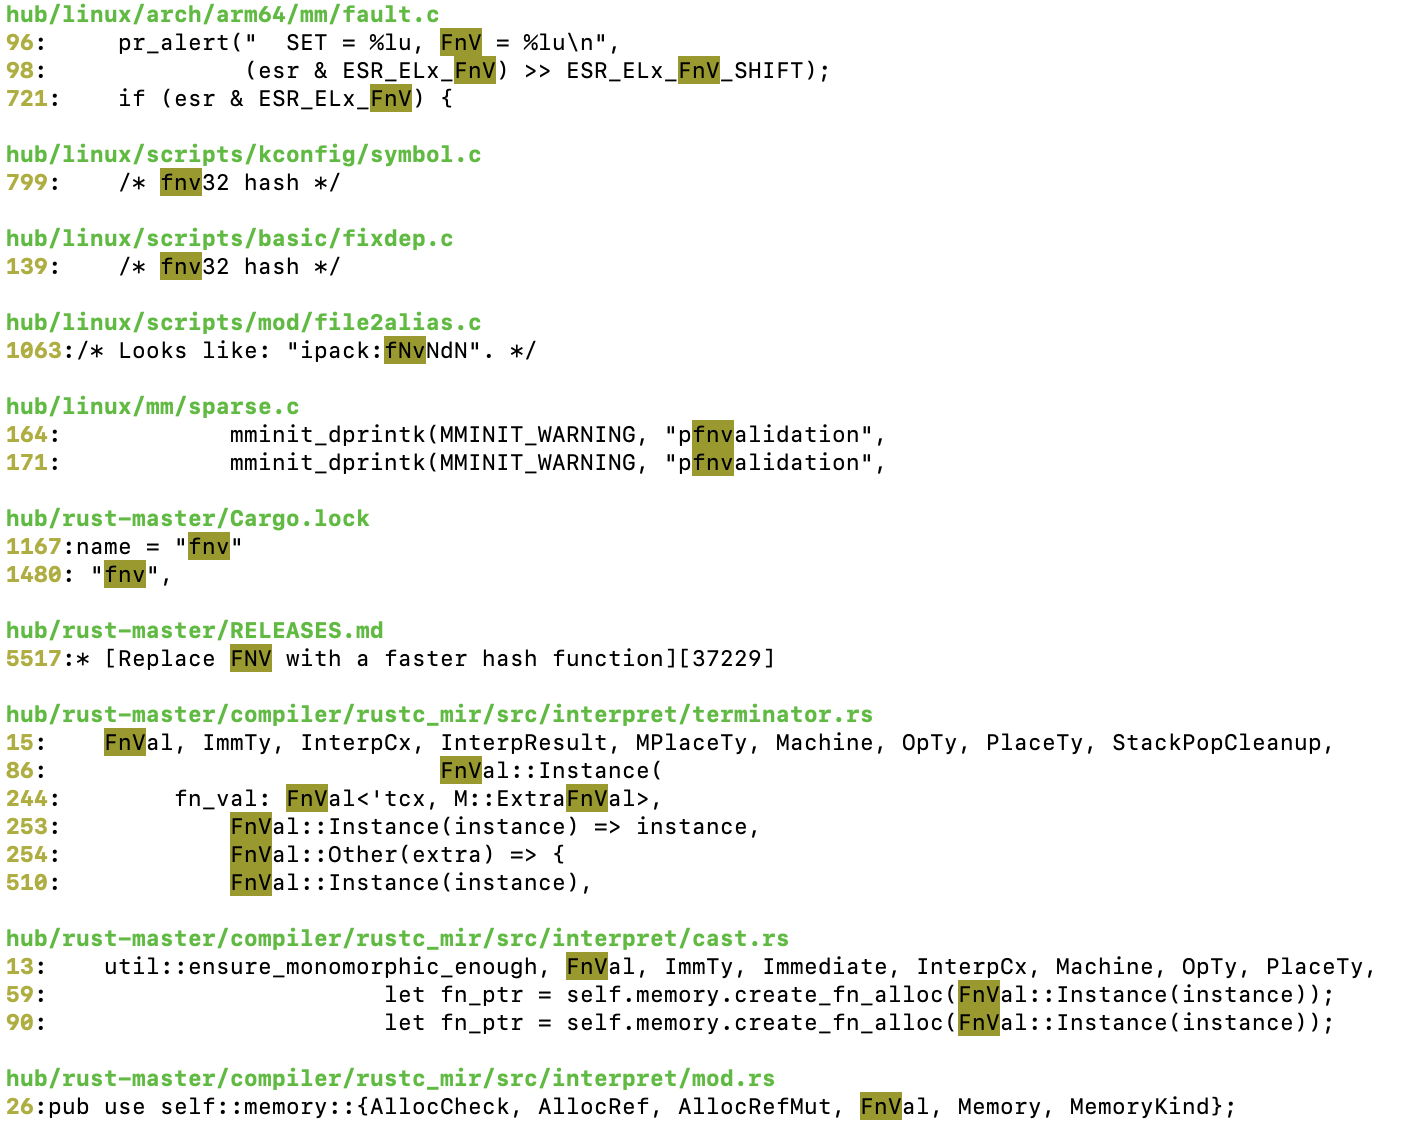 hub/linux/arch/arm64/mm/fault.c
96:    pr_alert("  SET = %lu, FnV = %lu\n",
98:             (esr & ESR_ELx_FnV) >> ESR_ELx_FnV_SHIFT);
721:    if (esr & ESR_ELx_FnV) {

hub/linux/scripts/kconfig/symbol.c
799:    /* fnv32 hash */

hub/linux/scripts/basic/fixdep.c
139:    /* fnv32 hash */

hub/linux/scripts/mod/file2alias.c
1063:/* Looks like: "ipack:fNvNdN". */

hub/linux/mm/sparse.c
164:            mminit_dprintk(MMINIT_WARNING, "pfnvalidation",
171:            mminit_dprintk(MMINIT_WARNING, "pfnvalidation",

hub/rust-master/Cargo.lock
1167:name = "fnv"
1480: "fnv",

hub/rust-master/RELEASES.md
5517:* [Replace FNV with a faster hash function][37229]

hub/rust-master/compiler/rustc_mir/src/interpret/terminator.rs
15:    FnVal, ImmTy, InterpCx, InterpResult, MPlaceTy, Machine, OpTy, PlaceTy, StackPopCleanup,
86:                            FnVal::Instance(
244:        fn_val: FnVal<'tcx, M::ExtraFnVal>,
253:            FnVal::Instance(instance) => instance,
254:            FnVal::Other(extra) => {
510:            FnVal::Instance(instance),

hub/rust-master/compiler/rustc_mir/src/interpret/cast.rs
13:    util::ensure_monomorphic_enough, FnVal, ImmTy, Immediate, InterpCx, Machine, OpTy, PlaceTy,
59:                        let fn_ptr = self.memory.create_fn_alloc(FnVal::Instance(instance));
90:                        let fn_ptr = self.memory.create_fn_alloc(FnVal::Instance(instance));

hub/rust-master/compiler/rustc_mir/src/interpret/mod.rs
26:pub use self::memory::{AllocCheck, AllocRef, AllocRefMut, FnVal, Memory, MemoryKind};